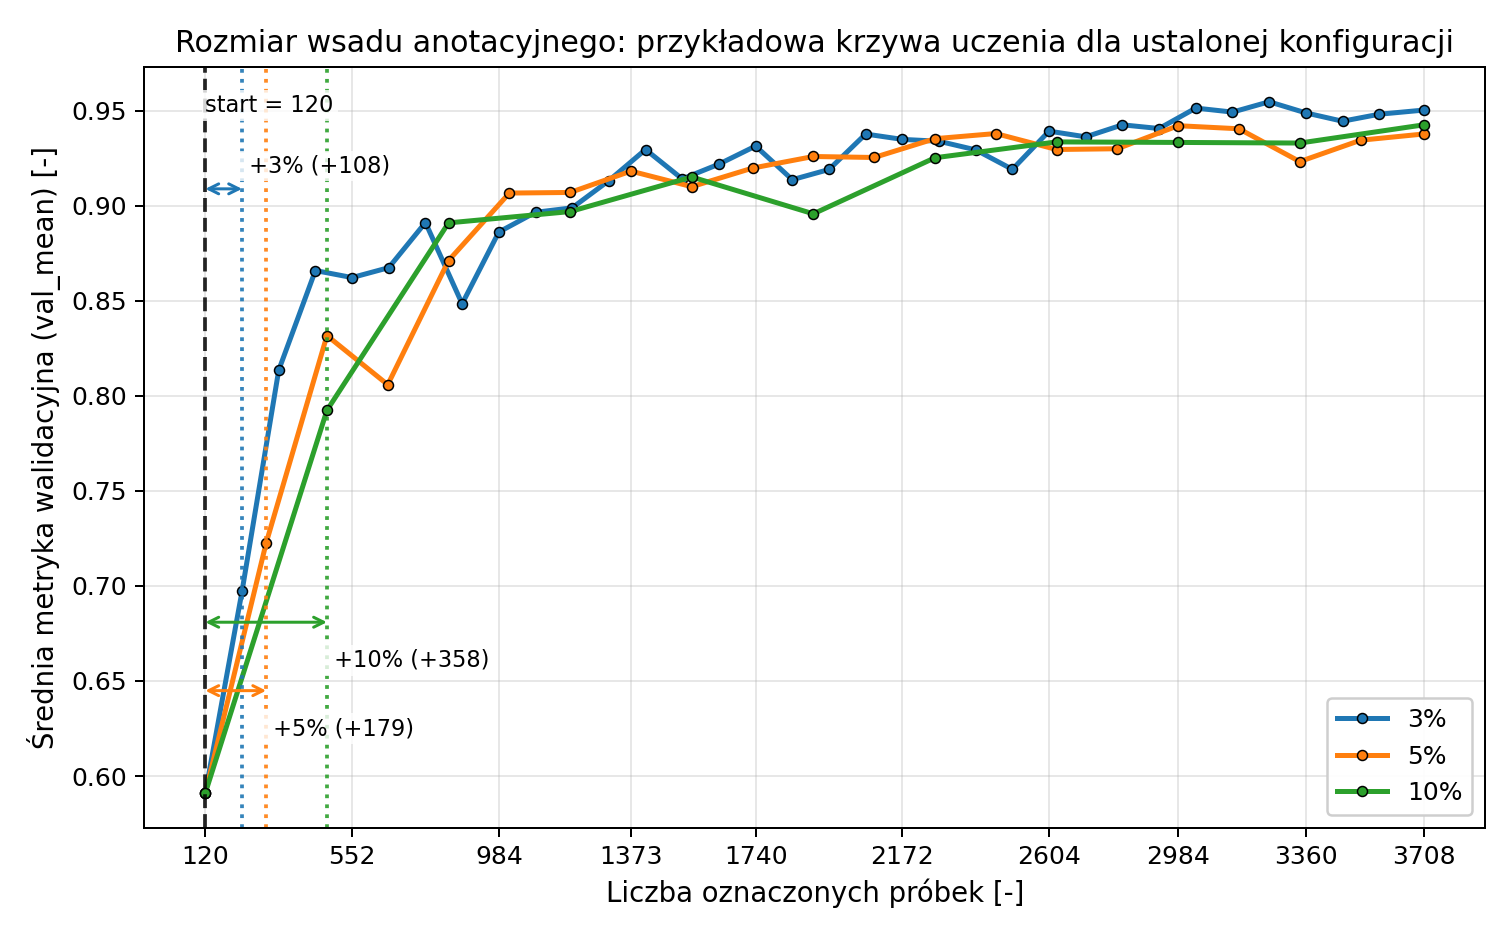 Rozmiar wsadu anotacyjnego: przykładowa krzywa uczenia dla ustalonej konfiguracji
Średnia metryka walidacyjna (val_mean) [-]
0.95
0.90
0.85
0.80
0.75
0.70
0.65
0.60
start = 120
+3% (+108)
+10% (+358)
+5% (+179)
3%
5%
10%
120 552 984 1373 1740 2172 2604 2984 3360 3708
Liczba oznaczonych próbek [-]